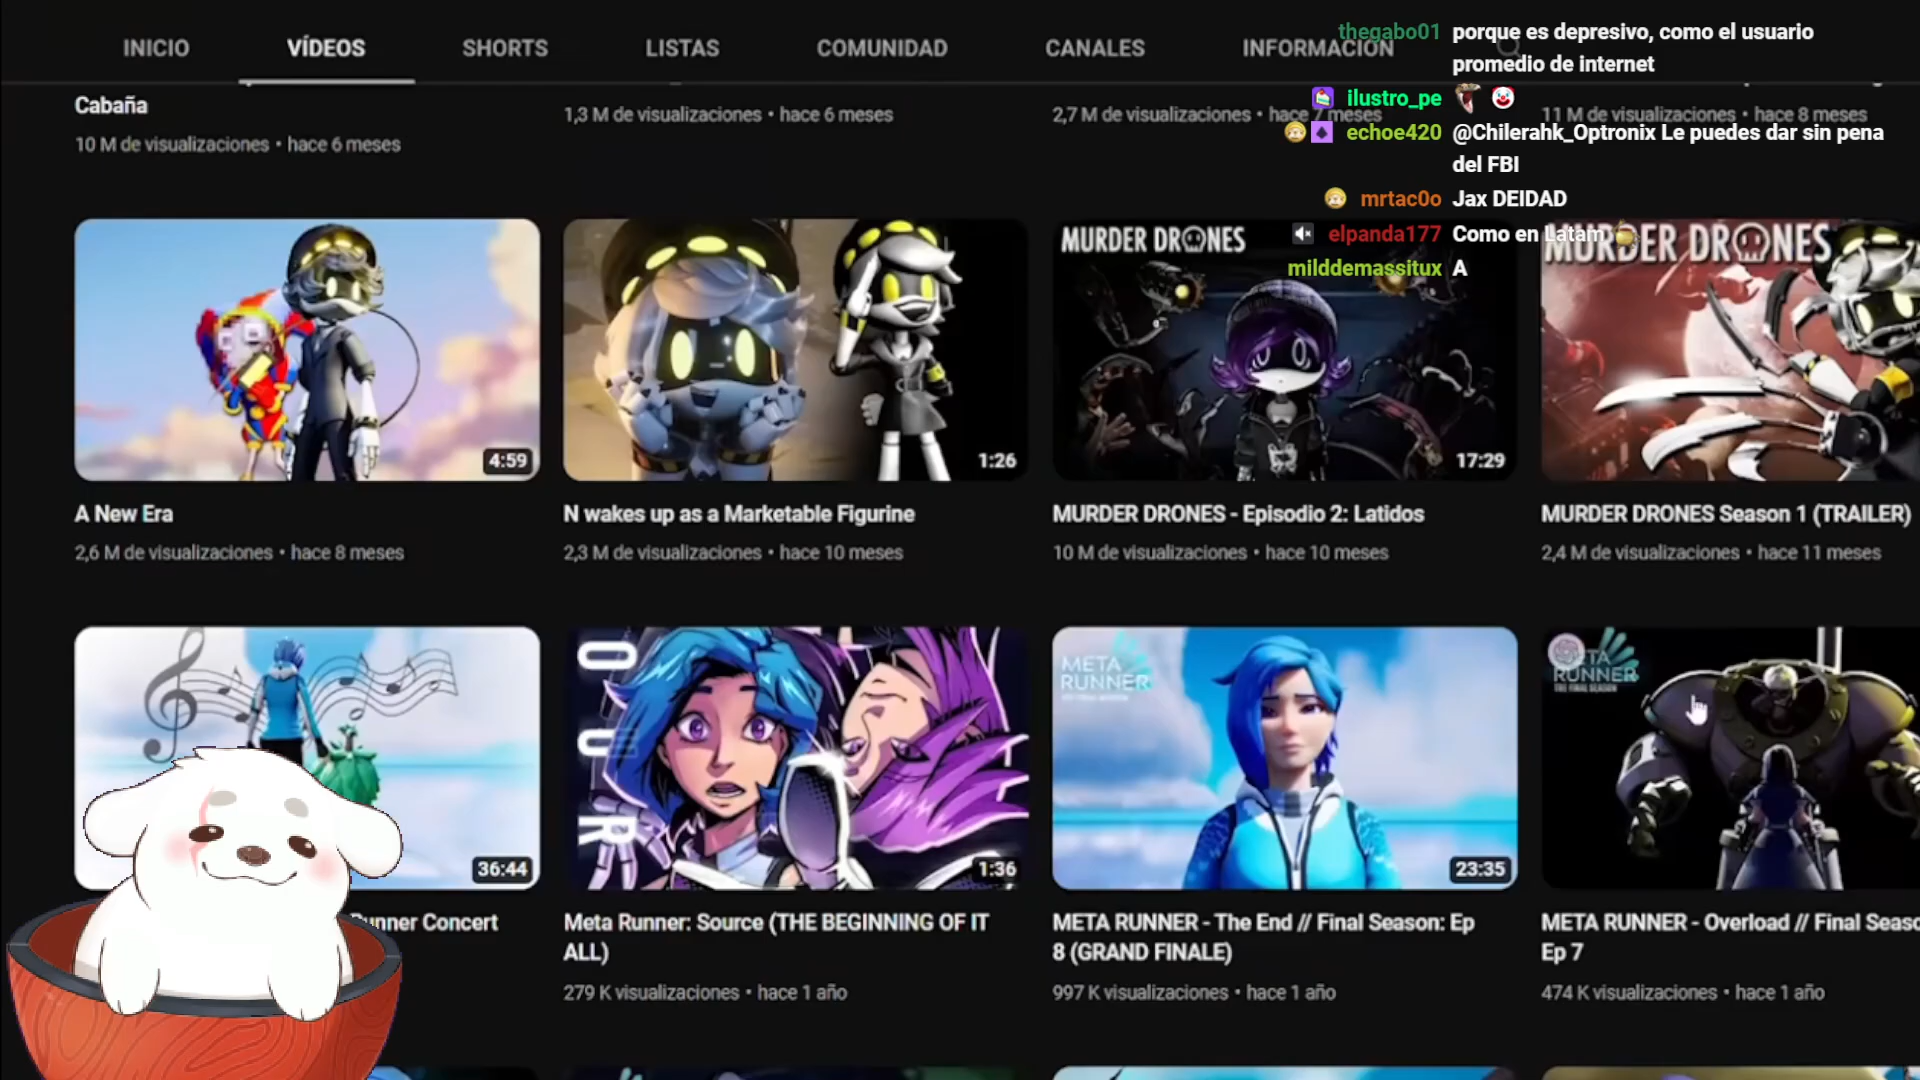 INICIO VÍDEOS SHORTS LISTAS COMUNIDAD CANALES INFORMACIÓN
thegabo01 porque es depresivo, como el usuario
promedio de internet
ilustro_pe
echoe420 @Chilerahk_Optronix Le puedes dar sin pena
del FBI
mrtac0o Jax DEIDAD
elpanda177 Como en Latam
milddemassitux A
Cabaña
10 M de visualizaciones • hace 6 meses
1,3 M de visualizaciones • hace 6 meses
2,7 M de visualizaciones • hace 7 meses
11 M de visualizaciones • hace 8 meses
MURDER DRONES
MURDER DRONES
4:59
1:26
17:29
A New Era
2,6 M de visualizaciones • hace 8 meses
N wakes up as a Marketable Figurine
2,3 M de visualizaciones • hace 10 meses
MURDER DRONES - Episodio 2: Latidos
10 M de visualizaciones • hace 10 meses
MURDER DRONES Season 1 (TRAILER)
2,4 M de visualizaciones • hace 11 meses
OUR
META
RUNNER
META
RUNNER
THE FINAL SEASON
36:44
1:36
23:35
Concert
Meta Runner: Source (THE BEGINNING OF IT
ALL)
279 K visualizaciones • hace 1 año
META RUNNER - The End // Final Season: Ep
8 (GRAND FINALE)
997 K visualizaciones • hace 1 año
META RUNNER - Overload // Final Seaso
Ep 7
474 K visualizaciones • hace 1 año